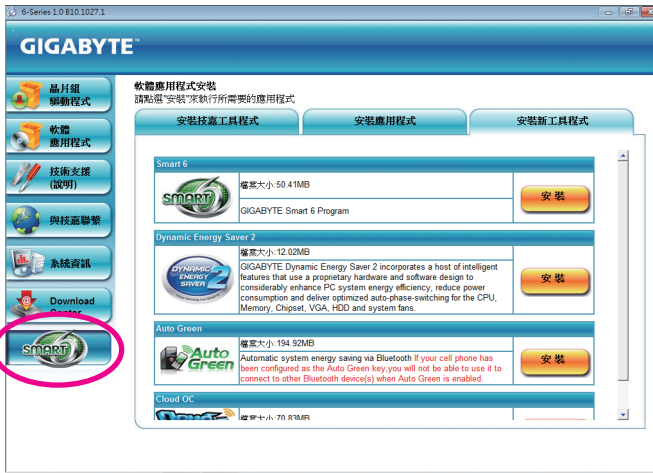 6-Series 1.0 B10.1027.1
GIGABYTE™
晶片組
驅動程式
軟體
應用程式
技術支援
(說明)
與技嘉聯繫
系統資訊
Download
Center
SMART6
軟體應用程式安裝
請點選"安裝"來執行所需要的應用程式
安裝技嘉工具程式
安裝應用程式
安裝新工具程式
Smart 6
SMART6
檔案大小:50.41MB
GIGABYTE Smart 6 Program
安 裝
Dynamic Energy Saver 2
DYNAMIC
ENERGY
SAVER 2
檔案大小:12.02MB
GIGABYTE Dynamic Energy Saver 2 incorporates a host of intelligent
features that use a proprietary hardware and software design to
considerably enhance PC system energy efficiency, reduce power
consumption and deliver optimized auto-phase-switching for the CPU,
Memory, Chipset, VGA, HDD and system fans.
安 裝
Auto Green
Auto
Green
檔案大小:194.92MB
Automatic system energy saving via Bluetooth If your cell phone has
been configured as the Auto Green key,you will not be able to use it to
connect to other Bluetooth device(s) when Auto Green is enabled.
安 裝
Cloud OC
檔案大小:70.83MB